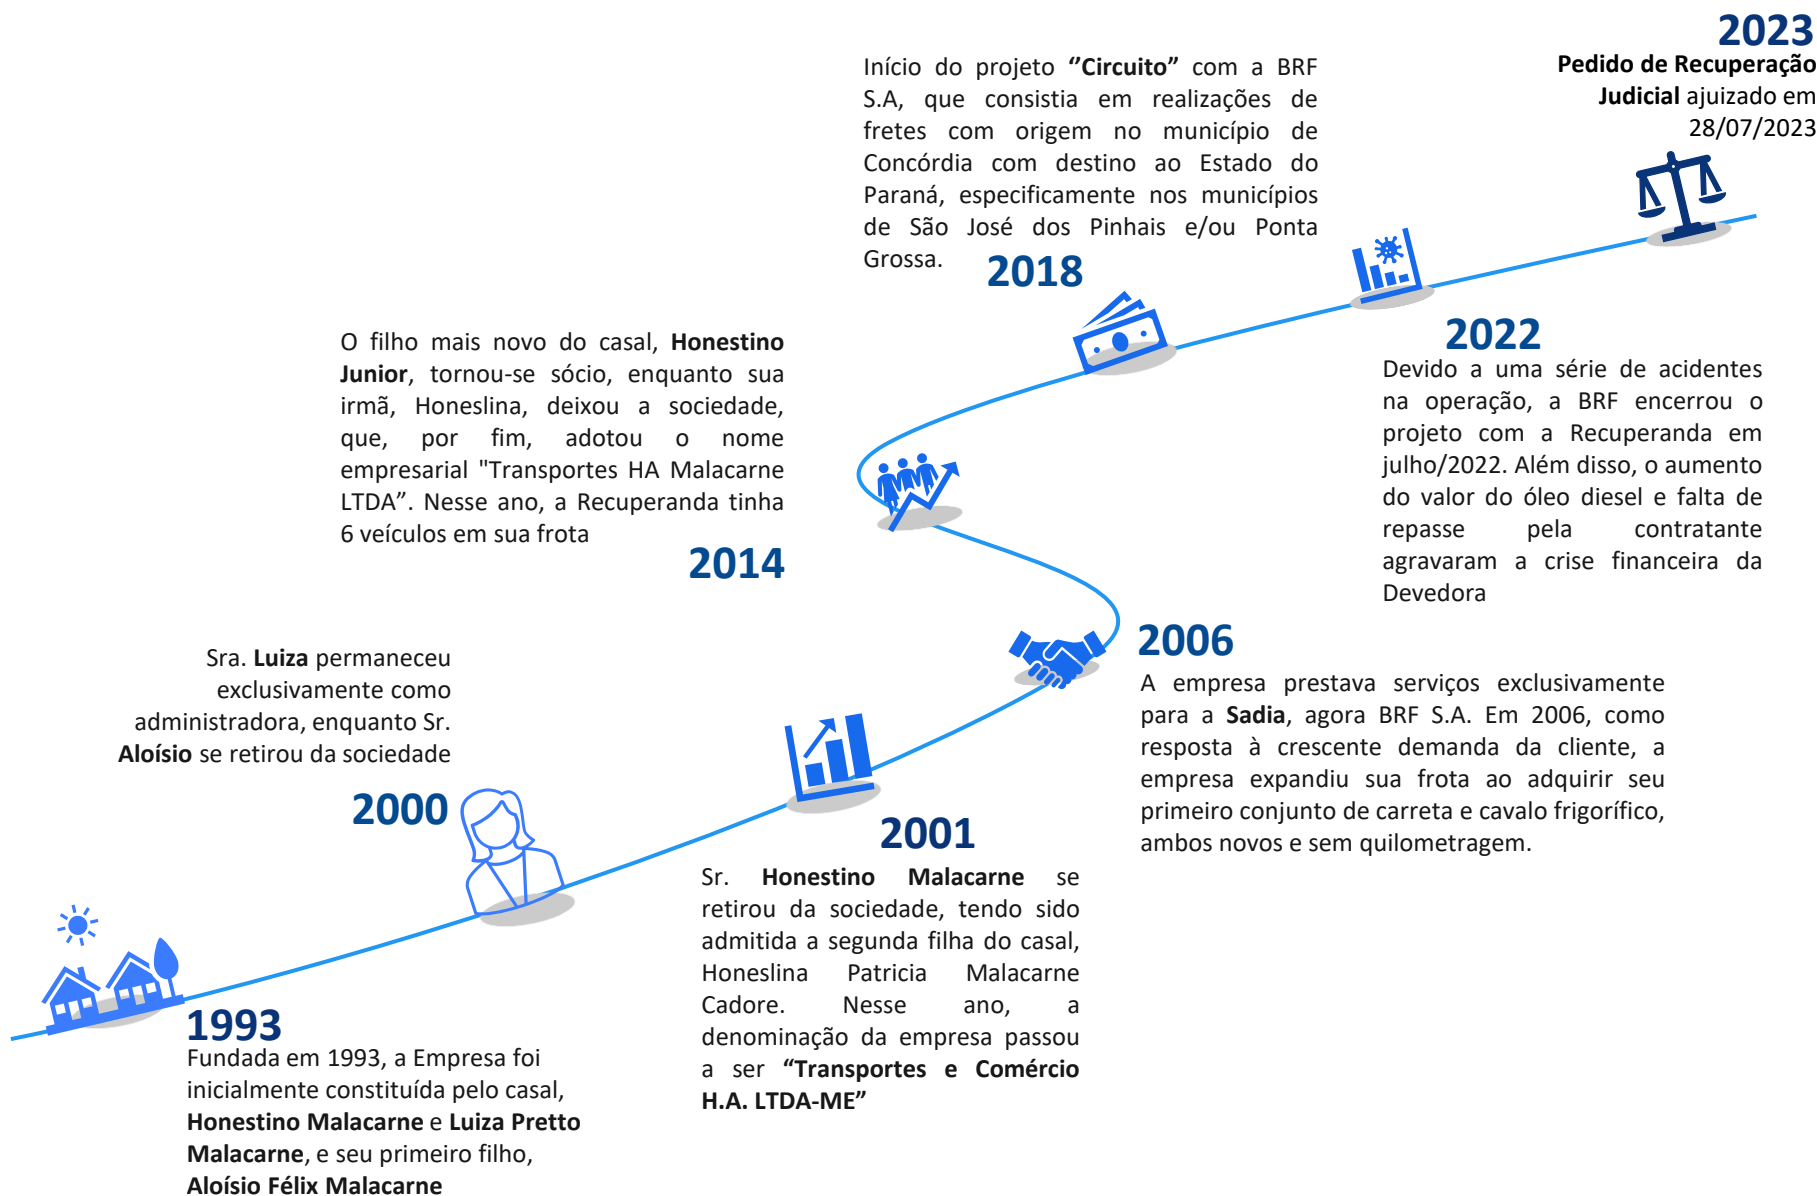 2023
Pedido de Recuperação
Judicial ajuizado em
28/07/2023
Início do projeto ‘’Circuito” com a BRF
S.A, que consistia em realizações de
fretes com origem no município de
Concórdia com destino ao Estado do
Paraná, especificamente nos municípios
de São José dos Pinhais e/ou Ponta
Grossa.
2018
2022
Devido a uma série de acidentes
na operação, a BRF encerrou o
projeto com a Recuperanda em
julho/2022. Além disso, o aumento
do valor do óleo diesel e falta de
repasse pela contratante
agravaram a crise financeira da
Devedora
O filho mais novo do casal, Honestino
Junior, tornou-se sócio, enquanto sua
irmã, Honeslina, deixou a sociedade,
que, por fim, adotou o nome
empresarial "Transportes HA Malacarne
LTDA”. Nesse ano, a Recuperanda tinha
6 veículos em sua frota
2014
2006
A empresa prestava serviços exclusivamente
para a Sadia, agora BRF S.A. Em 2006, como
resposta à crescente demanda da cliente, a
empresa expandiu sua frota ao adquirir seu
primeiro conjunto de carreta e cavalo frigorífico,
ambos novos e sem quilometragem.
Sra. Luiza permaneceu
exclusivamente como
administradora, enquanto Sr.
Aloísio se retirou da sociedade
2000
2001
Sr. Honestino Malacarne se
retirou da sociedade, tendo sido
admitida a segunda filha do casal,
Honeslina Patricia Malacarne
Cadore. Nesse ano, a
denominação da empresa passou
a ser “Transportes e Comércio
H.A. LTDA-ME”
1993
Fundada em 1993, a Empresa foi
inicialmente constituída pelo casal,
Honestino Malacarne e Luiza Pretto
Malacarne, e seu primeiro filho,
Aloísio Félix Malacarne